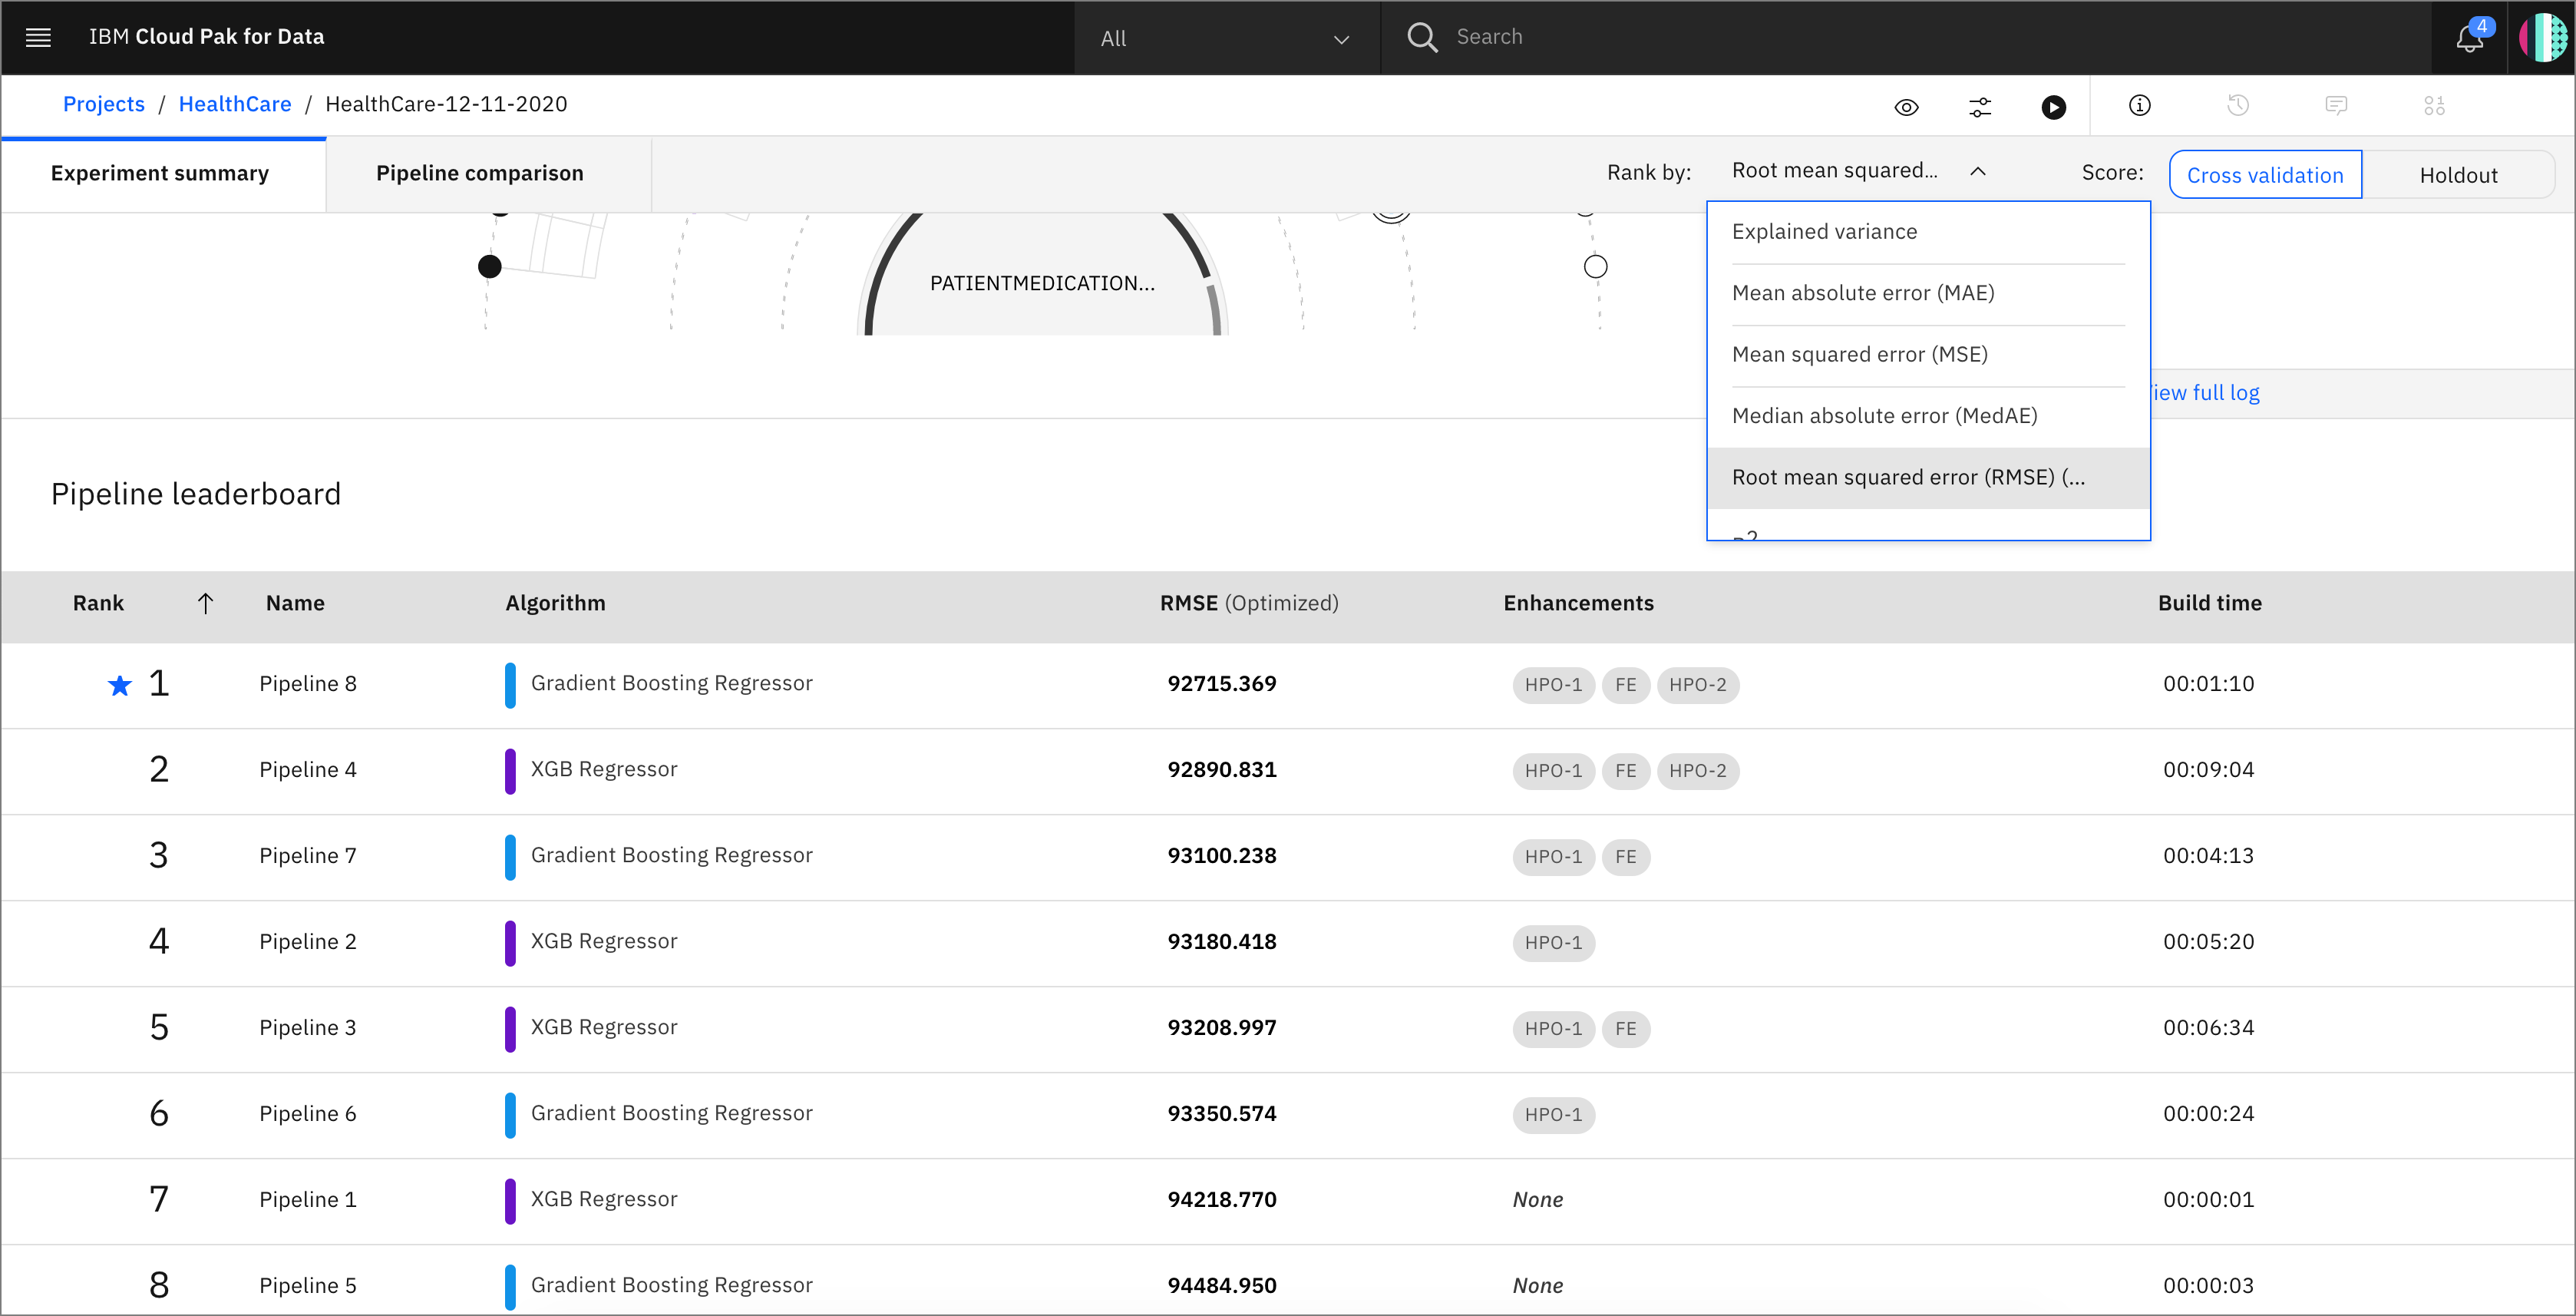 IBM Cloud Pak for Data
All
Search
4
Projects / HealthCare / HealthCare-12-11-2020
Experiment summary
Pipeline comparison
Rank by:
Root mean squared...
Score:
Cross validation
Holdout
Explained variance
Mean absolute error (MAE)
Mean squared error (MSE)
Median absolute error (MedAE)
Root mean squared error (RMSE) (...
PATIENTMEDICATION...
full log
Pipeline leaderboard
Rank Name Algorithm RMSE (Optimized) Enhancements Build time
1 Pipeline 8 Gradient Boosting Regressor 92715.369 HPO-1 FE HPO-2 00:01:10
2 Pipeline 4 XGB Regressor 92890.831 HPO-1 FE HPO-2 00:09:04
3 Pipeline 7 Gradient Boosting Regressor 93100.238 HPO-1 FE 00:04:13
4 Pipeline 2 XGB Regressor 93180.418 HPO-1 00:05:20
5 Pipeline 3 XGB Regressor 93208.997 HPO-1 FE 00:06:34
6 Pipeline 6 Gradient Boosting Regressor 93350.574 HPO-1 00:00:24
7 Pipeline 1 XGB Regressor 94218.770 None 00:00:01
8 Pipeline 5 Gradient Boosting Regressor 94484.950 None 00:00:03